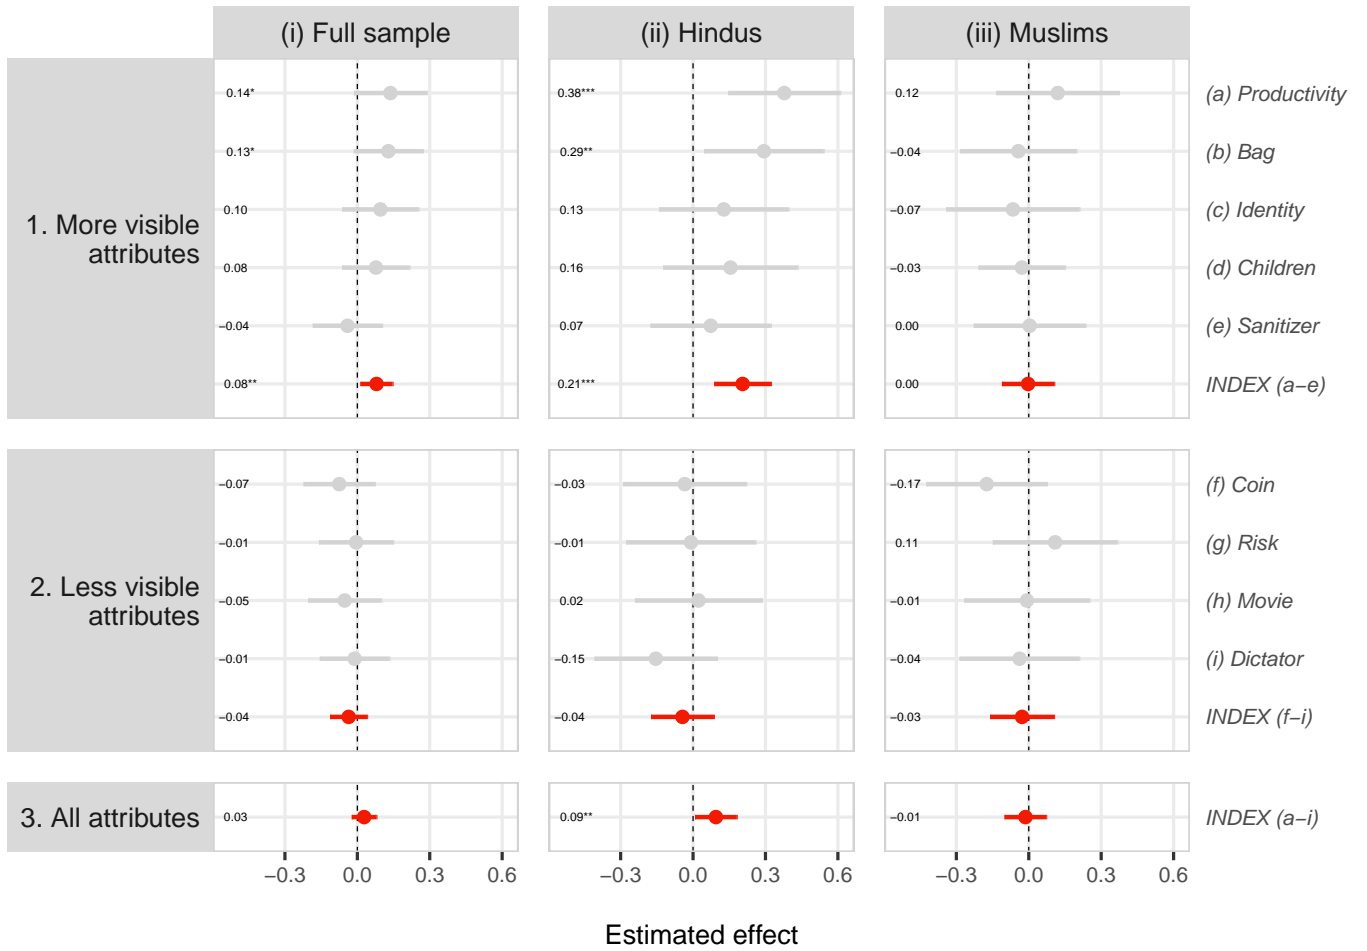 (i) Full sample (ii) Hindus (iii) Muslims
1. More visible attributes
0.14* 0.38*** 0.12 (a) Productivity
0.13* 0.29** −0.04 (b) Bag
0.10 0.13 −0.07 (c) Identity
0.08 0.16 −0.03 (d) Children
−0.04 0.07 0.00 (e) Sanitizer
0.08** 0.21*** 0.00 INDEX (a−e)
2. Less visible attributes
−0.07 −0.03 −0.17 (f) Coin
−0.01 −0.01 0.11 (g) Risk
−0.05 0.02 −0.01 (h) Movie
−0.01 −0.15 −0.04 (i) Dictator
−0.04 −0.04 −0.03 INDEX (f−i)
3. All attributes 0.03 0.09** −0.01 INDEX (a−i)
−0.3 0.0 0.3 0.6 −0.3 0.0 0.3 0.6 −0.3 0.0 0.3 0.6
Estimated effect